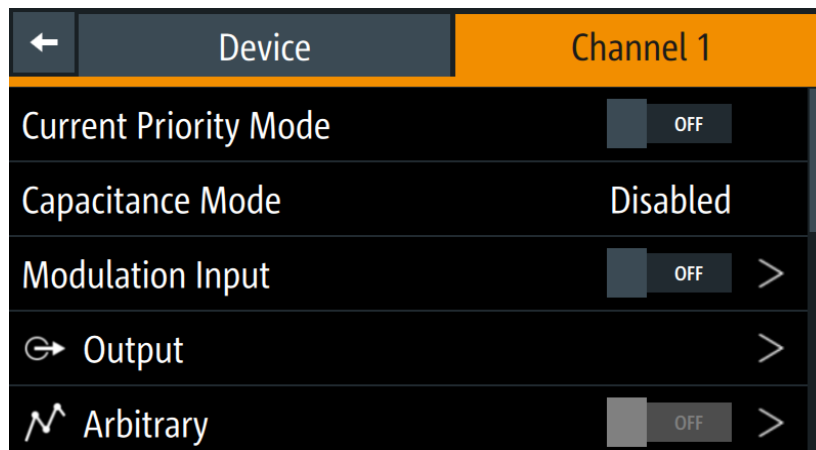 Device Channel 1
Current Priority Mode OFF
Capacitance Mode Disabled
Modulation Input OFF >
Output >
Arbitrary OFF >